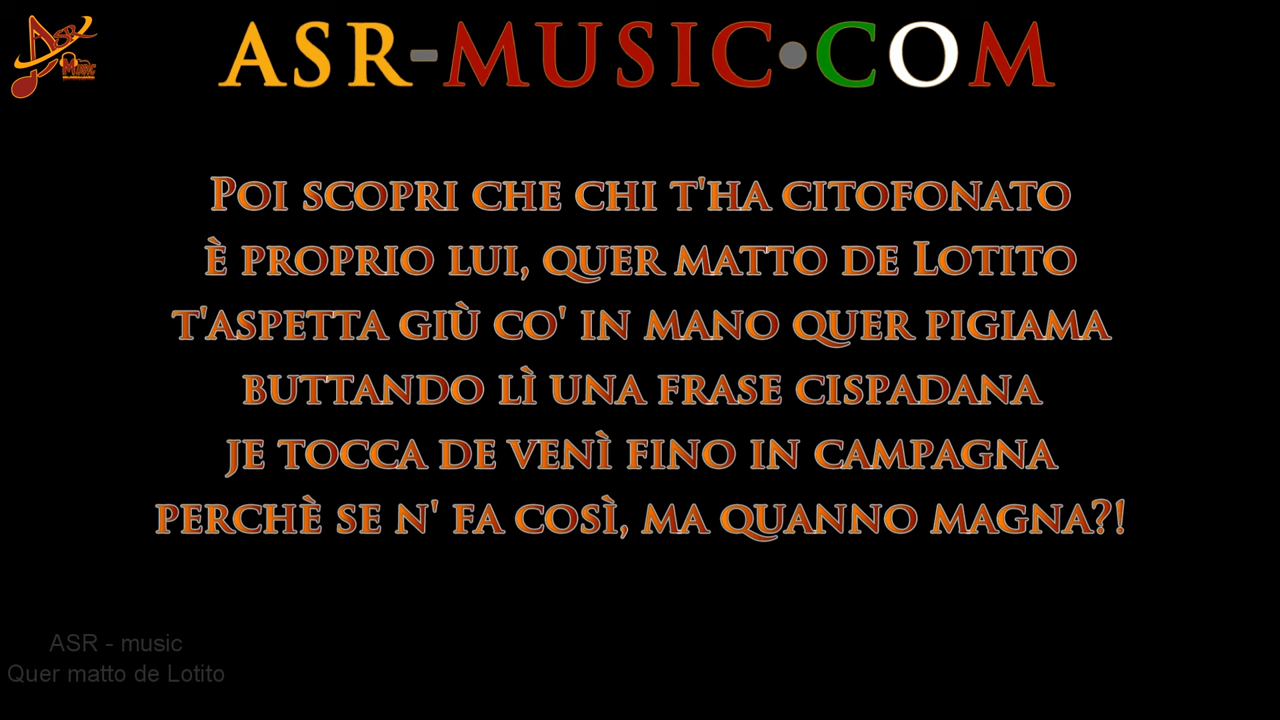 ASR Music
ASR-MUSIC•COM
Poi scopri che chi t'ha citofonato
è proprio lui, quer matto de Lotito
t'aspetta giù co' in mano quer pigiama
buttando lì una frase cispadana
je tocca de venì fino in campagna
perchè se n' fa così, ma quanno magna?!
ASR - music
Quer matto de Lotito